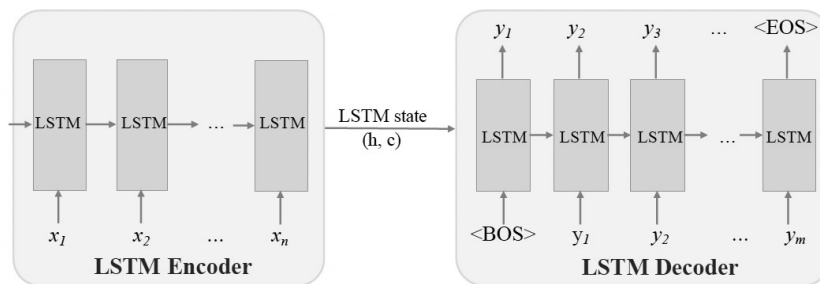 y1 y2 y3 ... <EOS>
LSTM LSTM ... LSTM
LSTM state
(h, c)
LSTM LSTM LSTM ... LSTM
x1 x2 ... xn
<BOS> y1 y2 ... ym
LSTM Encoder
LSTM Decoder